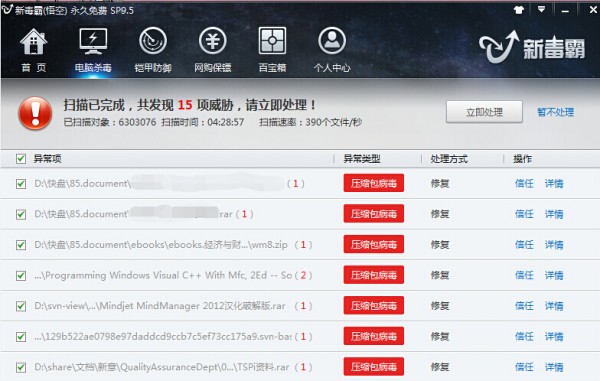 新毒霸(悟空) 永久免费 SP9.5
首 页 电脑杀毒 铠甲防御 网购保镖 百宝箱 个人中心 新毒霸
扫描已完成，共发现 15 项威胁，请立即处理！
立即处理 暂不处理
已扫描对象：6303076 扫描时间：04:28:57 扫描速率：390个文件/秒
异常项 异常类型 处理方式 操作
D:\快盘\85.document\ ( 1 ) 压缩包病毒 修复 信任 详情
D:\快盘\85.document\ .rar ( 1 ) 压缩包病毒 修复 信任 详情
D:\快盘\85.document\ebooks\ebooks.经济与财...\wm8.zip ( 1 ) 压缩包病毒 修复 信任 详情
...\Programming Windows Visual C++ With Mfc, 2Ed -- So ( 2 ) 压缩包病毒 修复 信任 详情
D:\svn-view\...\Mindjet MindManager 2012汉化破解版.rar ( 1 ) 压缩包病毒 修复 信任 详情
...\129b522ae0798e97daddcd9ccb7c5ef73cc175a9.svn-bas ( 1 ) 压缩包病毒 修复 信任 详情
D:\share\文档\新意\QualityAssuranceDept\0...\TSPi资料.rar ( 1 ) 压缩包病毒 修复 信任 详情